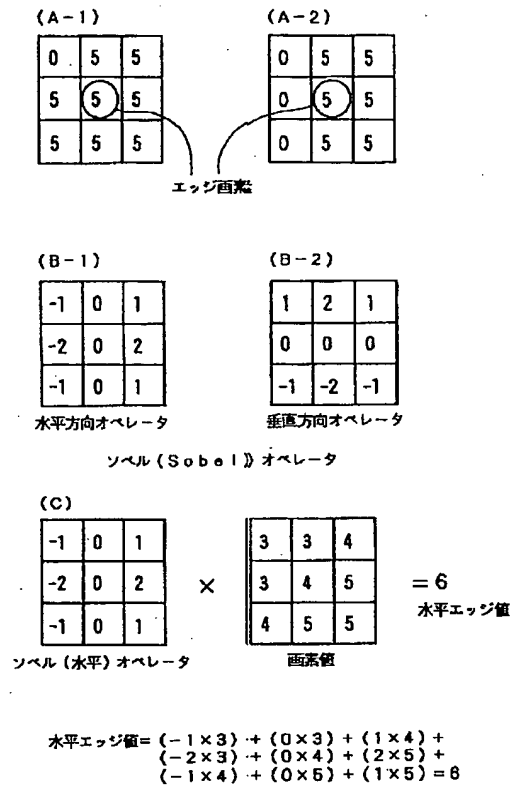 (A-1) (A-2)
0 5 5 0 5 5
5 5 5 0 5 5
5 5 5 0 5 5
エッジ画素
(B-1) (B-2)
-1 0 1 1 2 1
-2 0 2 0 0 0
-1 0 1 -1 -2 -1
水平方向オペレータ 垂直方向オペレータ
ソベル(Sobel))オペレータ
(C)
-1 0 1 3 3 4
-2 0 2 × 3 4 5 =6
-1 0 1 4 5 5
水平エッジ値
ソベル(水平)オペレータ 画素値
水平エッジ値=(-1×3)+(0×3)+(1×4)+
(-2×3)+(0×4)+(2×5)+
(-1×4)+(0×5)+(1×5)=6